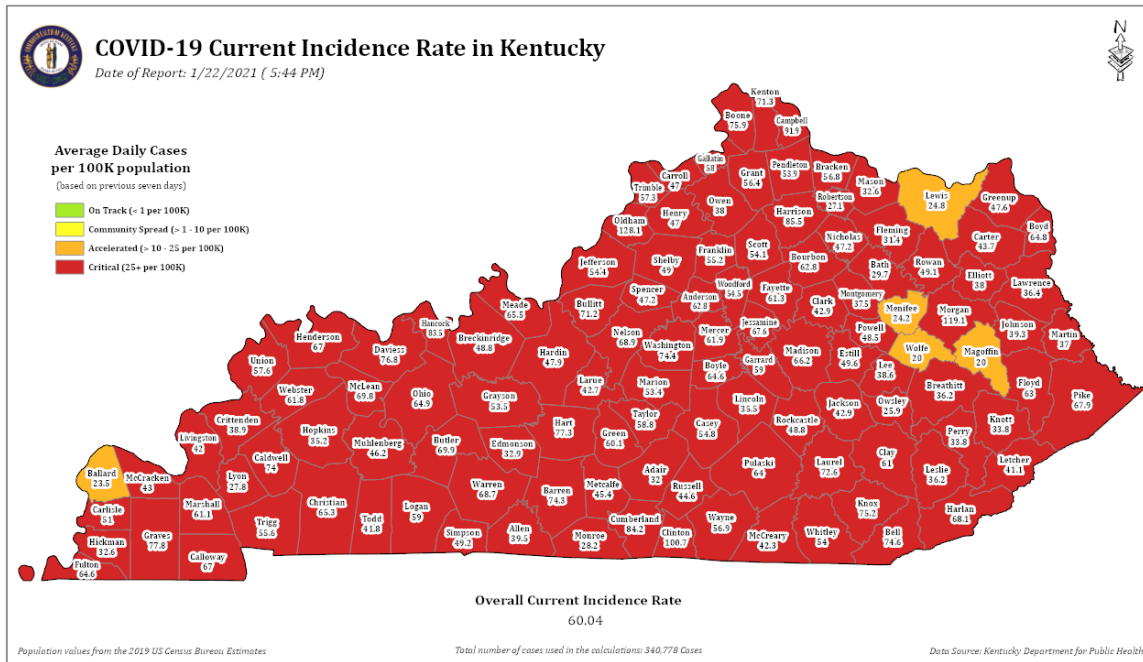 COVID-19 Current Incidence Rate in Kentucky
Date of Report: 1/22/2021 ( 5:44 PM)
N
Average Daily Cases
per 100K population
(based on previous seven days)
On Track (< 1 per 100K)
Community Spread (> 1 - 10 per 100K)
Accelerated (> 10 - 25 per 100K)
Critical (25+ per 100K)
Kenton
71.3
Boone
75.9
Campbell
91.9
Gallatin
58
Grant
56.4
Pendleton
53.9
Bracken
56.8
Mason
32.6
Lewis
24.8
Greenup
47.6
Boyd
64.8
Carroll
47
Trimble
57.3
Owen
38
Robertson
27.1
Henry
47
Harrison
85.5
Oldham
128.1
Fleming
31.4
Carter
43.7
Nicholas
47.2
Scott
54.1
Franklin
55.2
Jefferson
54.4
Shelby
49
Bourbon
62.8
Bath
29.7
Rowan
49.1
Elliott
38
Lawrence
36.4
Spencer
47.2
Woodford
54.5
Anderson
62.8
Fayette
61.3
Clark
42.9
Montgomery
37.5
Menifee
24.2
Morgan
119.1
Meade
65.5
Bullitt
71.2
Johnson
39.3
Martin
37
Hancock
83.5
Henderson
67
Breckinridge
48.8
Nelson
68.9
Washington
74.4
Mercer
61.9
Jessamine
67.6
Powell
48.5
Wolfe
20
Magoffin
20
Union
57.6
Daviess
76.8
Hardin
47.9
Boyle
64.6
Garrard
59
Madison
66.2
Estill
49.6
Lee
38.6
Breathitt
36.2
Floyd
63
Pike
67.9
Webster
61.8
McLean
69.8
Ohio
64.9
Grayson
53.5
Larue
42.7
Marion
53.4
Lincoln
35.5
Jackson
42.9
Owsley
25.9
Crittenden
38.9
Hart
77.3
Taylor
58.8
Casey
54.8
Rockcastle
48.8
Knott
33.8
Perry
33.8
Livingston
42
Hopkins
35.2
Muhlenberg
46.2
Butler
69.9
Edmonson
32.9
Green
60.1
Caldwell
74
Clay
61
Letcher
41.1
Ballard
23.5
McCracken
43
Lyon
27.8
Adair
32
Pulaski
64
Laurel
72.6
Leslie
36.2
Warren
68.7
Barren
74.3
Metcalfe
45.4
Russell
44.6
Carlisle
51
Marshall
61.1
Christian
65.3
Logan
59
Knox
75.2
Harlan
68.1
Trigg
55.6
Todd
41.8
Cumberland
84.2
Wayne
56.9
Hickman
32.6
Graves
77.8
Simpson
49.2
Allen
39.5
Monroe
28.2
Clinton
100.7
McCreary
42.3
Whitley
54
Bell
74.6
Calloway
67
Fulton
64.6
Overall Current Incidence Rate
60.04
Population values from the 2019 US Census Bureau Estimates
Total number of cases used in the calculations: 340,778 Cases
Data Source: Kentucky Department for Public Health